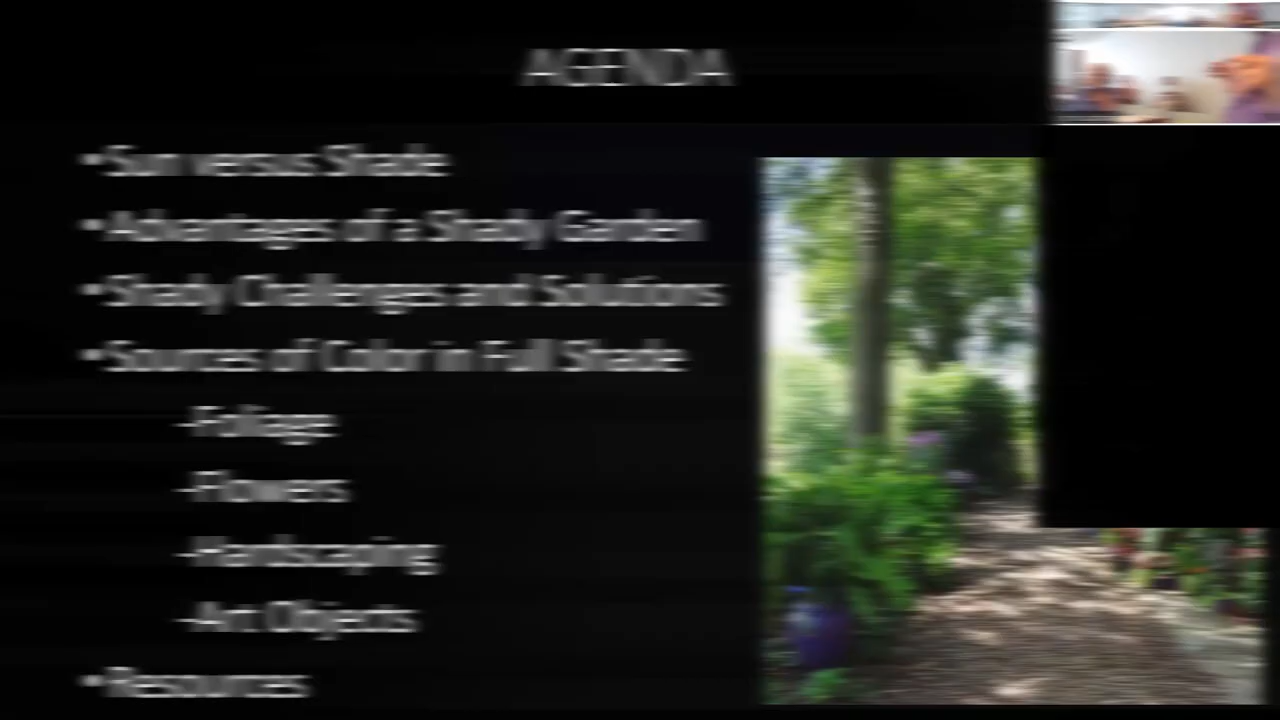 AGENDA
•Sun versus Shade
•Advantages of a Shady Garden
•Shady Challenges and Solutions
•Sources of Color in Full Shade
-Foliage
-Flowers
-Hardscaping
-Art Objects
•Resources